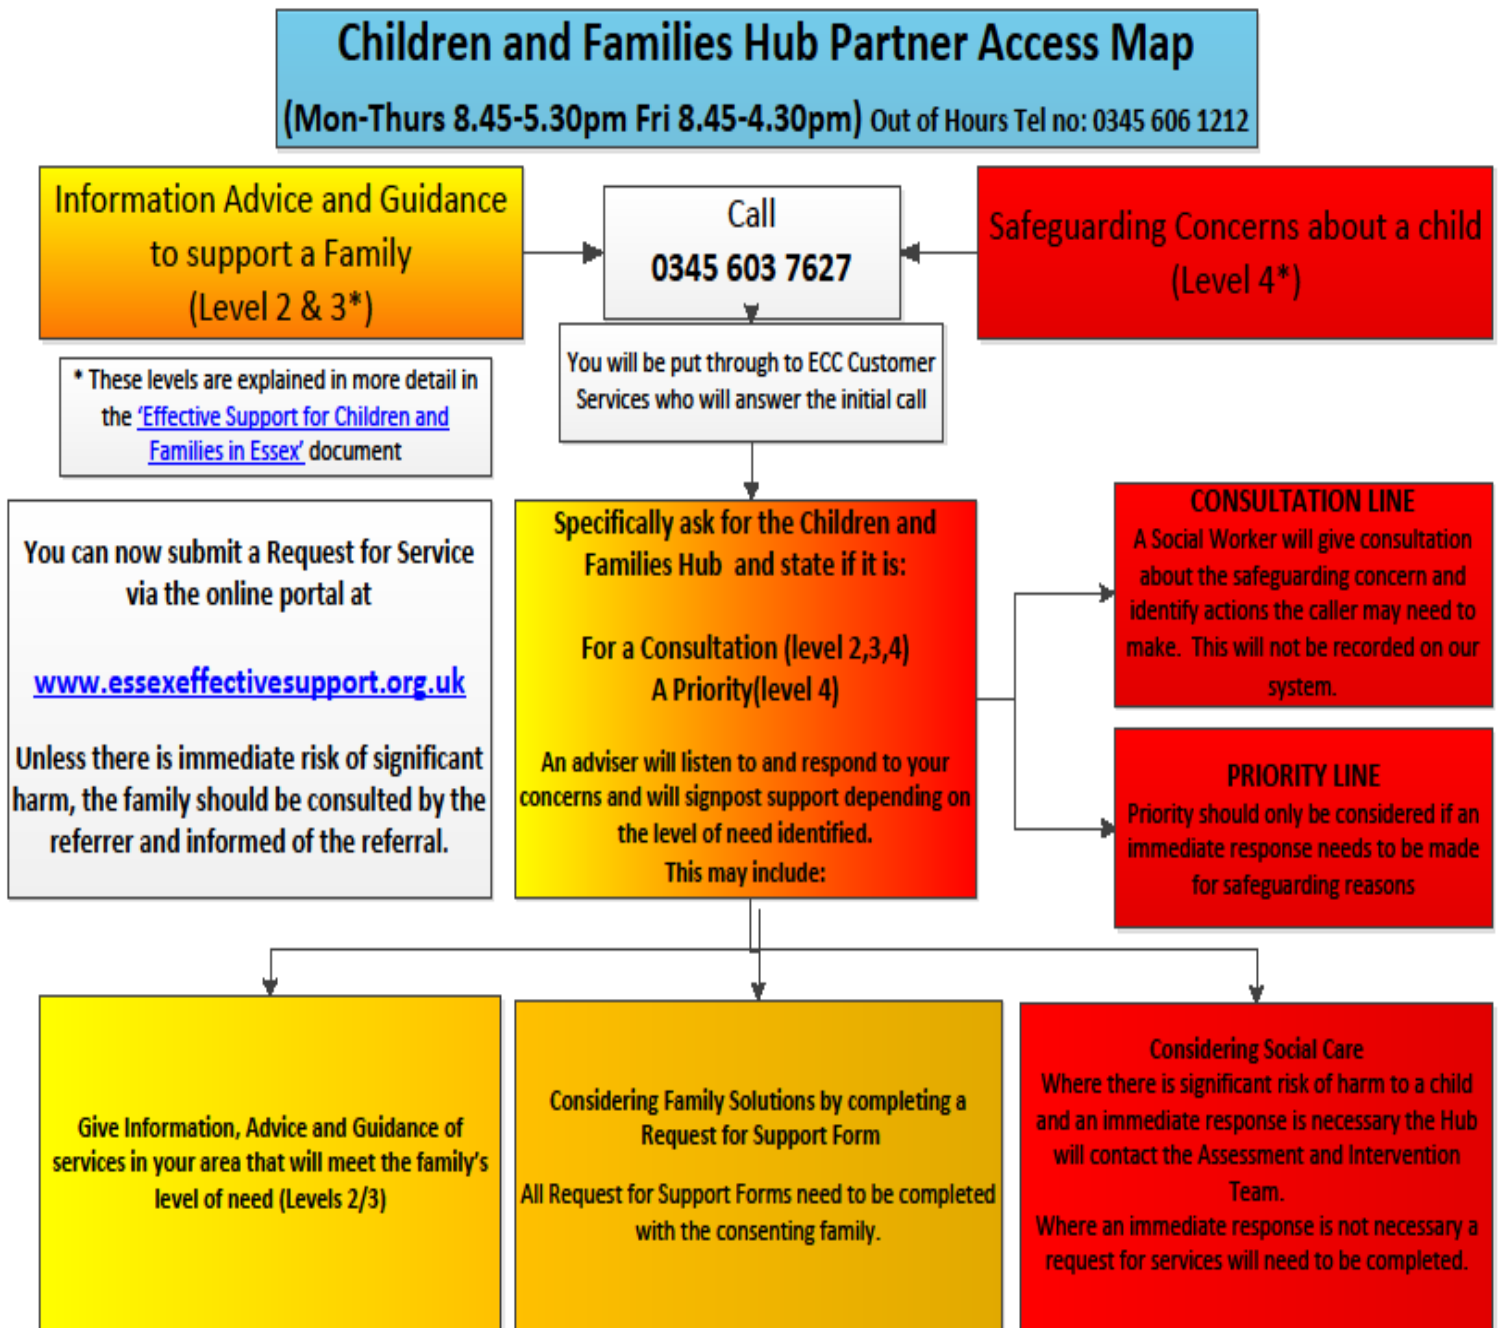 Children and Families Hub Partner Access Map
(Mon-Thurs 8.45-5.30pm Fri 8.45-4.30pm) Out of Hours Tel no: 0345 606 1212
Information Advice and Guidance
to support a Family
(Level 2 & 3*)
Call
0345 603 7627
Safeguarding Concerns about a child
(Level 4*)
* These levels are explained in more detail in
the ‘Effective Support for Children and
Families in Essex’ document
You will be put through to ECC Customer
Services who will answer the initial call
You can now submit a Request for Service
via the online portal at
www.essexeffectivesupport.org.uk
Unless there is immediate risk of significant
harm, the family should be consulted by the
referrer and informed of the referral.
Specifically ask for the Children and
Families Hub and state if it is:
For a Consultation (level 2,3,4)
A Priority(level 4)
An adviser will listen to and respond to your
concerns and will signpost support depending on
the level of need identified.
This may include:
CONSULTATION LINE
A Social Worker will give consultation
about the safeguarding concern and
identify actions the caller may need to
make. This will not be recorded on our
system.
PRIORITY LINE
Priority should only be considered if an
immediate response needs to be made
for safeguarding reasons
Give Information, Advice and Guidance of
services in your area that will meet the family’s
level of need (Levels 2/3)
Considering Family Solutions by completing a
Request for Support Form
All Request for Support Forms need to be completed
with the consenting family.
Considering Social Care
Where there is significant risk of harm to a child
and an immediate response is necessary the Hub
will contact the Assessment and Intervention
Team.
Where an immediate response is not necessary a
request for services will need to be completed.